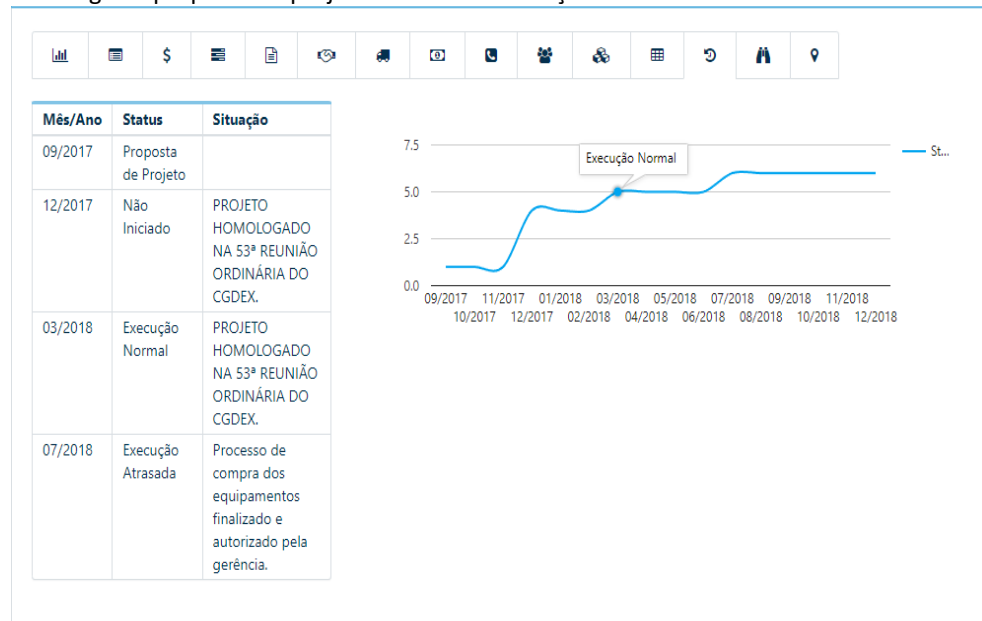 Mês/Ano Status Situação
09/2017 Proposta
de Projeto
12/2017 Não
Iniciado
PROJETO
HOMOLOGADO
NA 53ª REUNIÃO
ORDINÁRIA DO
CGDEX.
03/2018 Execução
Normal
PROJETO
HOMOLOGADO
NA 53ª REUNIÃO
ORDINÁRIA DO
CGDEX.
07/2018 Execução
Atrasada
Processo de
compra dos
equipamentos
finalizado e
autorizado pela
gerência.
7.5
5.0
2.5
0.0
Execução Normal
St...
09/2017 11/2017 01/2018 03/2018 05/2018 07/2018 09/2018 11/2018
10/2017 12/2017 02/2018 04/2018 06/2018 08/2018 10/2018 12/2018